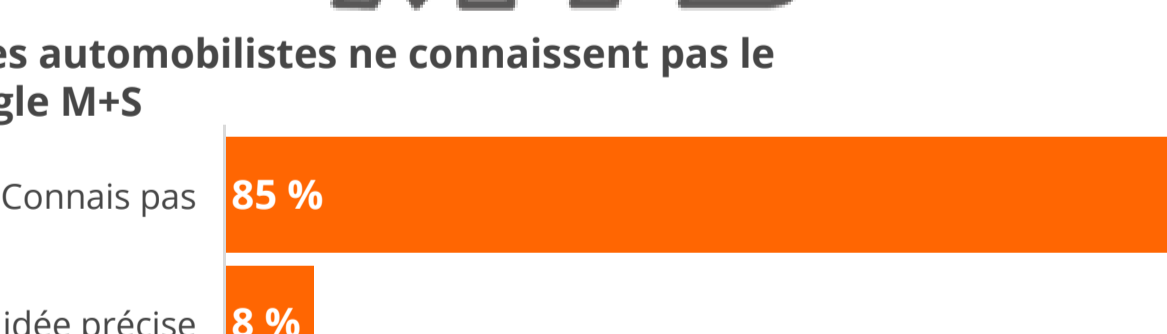 es automobilistes ne connaissent pas le
gle M+S
Connais pas 85 %
idée précise 8 %